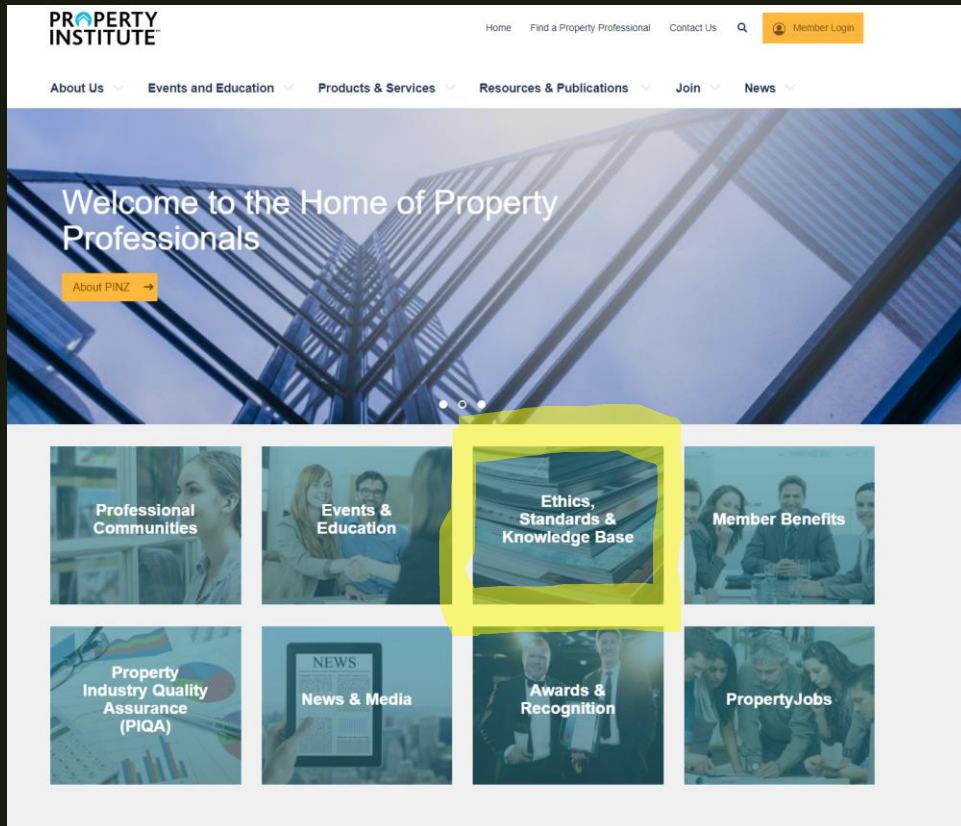 PROPERTY
INSTITUTE
Home Find a Property Professional Contact Us Member Login
About Us Events and Education Products & Services Resources & Publications Join News
Welcome to the Home of Property
Professionals
About PINZ
Professional
Communities
Events &
Education
Ethics,
Standards &
Knowledge Base
Member Benefits
Property
Industry Quality
Assurance
(PIQA)
NEWS
News & Media
Awards &
Recognition
PropertyJobs